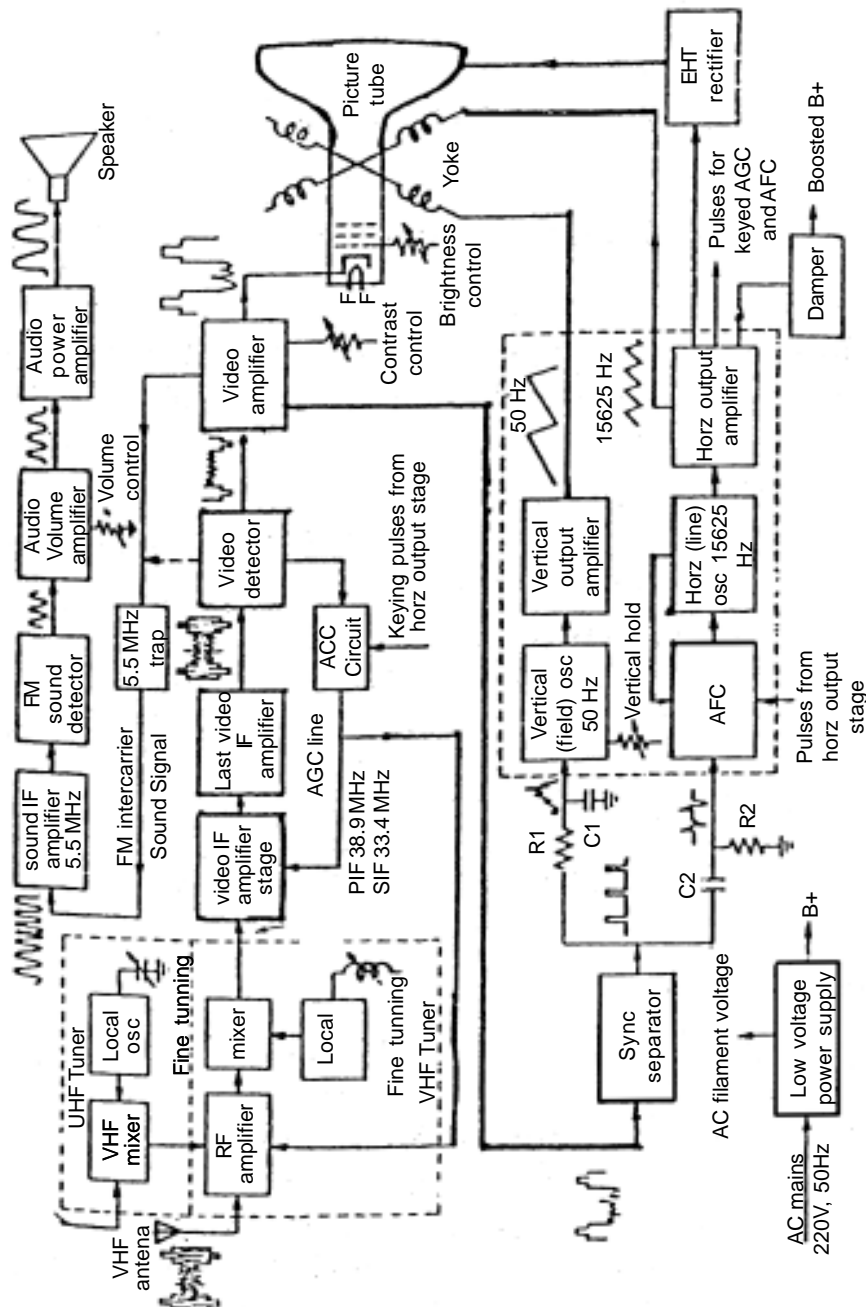 Speaker
Audio
power
amplifier
Audio
Volume
amplifier
Volume
control
FM
sound
detector
sound IF
amplifier
5.5 MHz
5.5 MHz
trap
FM intercarrier
Sound Signal
Picture
tube
Yoke
F
F
Brightness
control
Contrast
control
Video
amplifier
Video
detector
Last video
IF
amplifier
video IF
amplifier
stage
ACC
Circuit
Keying pulses from
horz output stage
AGC line
PIF 38.9 MHz
SIF 33.4 MHz
UHF Tuner
Local
osc
VHF
mixer
Fine tunning
mixer
RF
amplifier
Local
Fine tunning
VHF Tuner
VHF
antena
EHT
rectifier
Pulses for
keyed AGC
and AFC
Boosted B+
Damper
50 Hz
15625 Hz
Vertical
output
amplifier
Vertical
(field) osc
50 Hz
Vertical hold
Horz output
amplifier
Horz (line)
osc 15625
Hz
AFC
Pulses from
horz output
stage
R1
C1
C2
R2
Sync
separator
AC filament voltage
B+
Low voltage
power supply
AC mains
220V, 50Hz